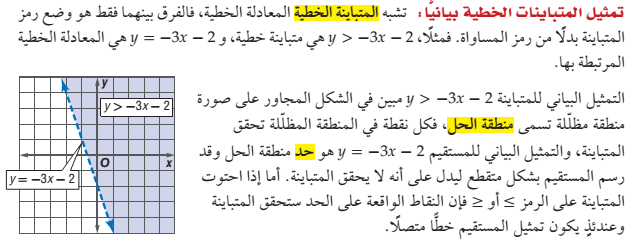 تمثيل المتباينات الخطية بيانيًّا: تشبه المتباينة الخطية المعادلة الخطية، فالفرق بينهما فقط هو وضع رمز
المتباينة بدلًا من رمز المساواة. فمثلًا، y > −3x − 2 هي متباينة خطية، و y = −3x − 2 هي المعادلة الخطية
المرتبطة بها.
التمثيل البياني للمتباينة y > −3x − 2 مبين في الشكل المجاور على صورة
منطقة مظلّلة تسمى منطقة الحل، فكل نقطة في المنطقة المظلّلة تحقق
المتباينة، والتمثيل البياني للمستقيم y = −3x − 2 هو حد منطقة الحل وقد
رسم المستقيم بشكل متقطع ليدل على أنه لا يحقق المتباينة. أما إذا احتوت
المتباينة على الرمز ≥ أو ≤ فإن النقاط الواقعة على الحد ستحقق المتباينة
وعندئذٍ يكون تمثيل المستقيم خطًّا متصلًا.
y
y > −3x − 2
O
x
y = −3x − 2